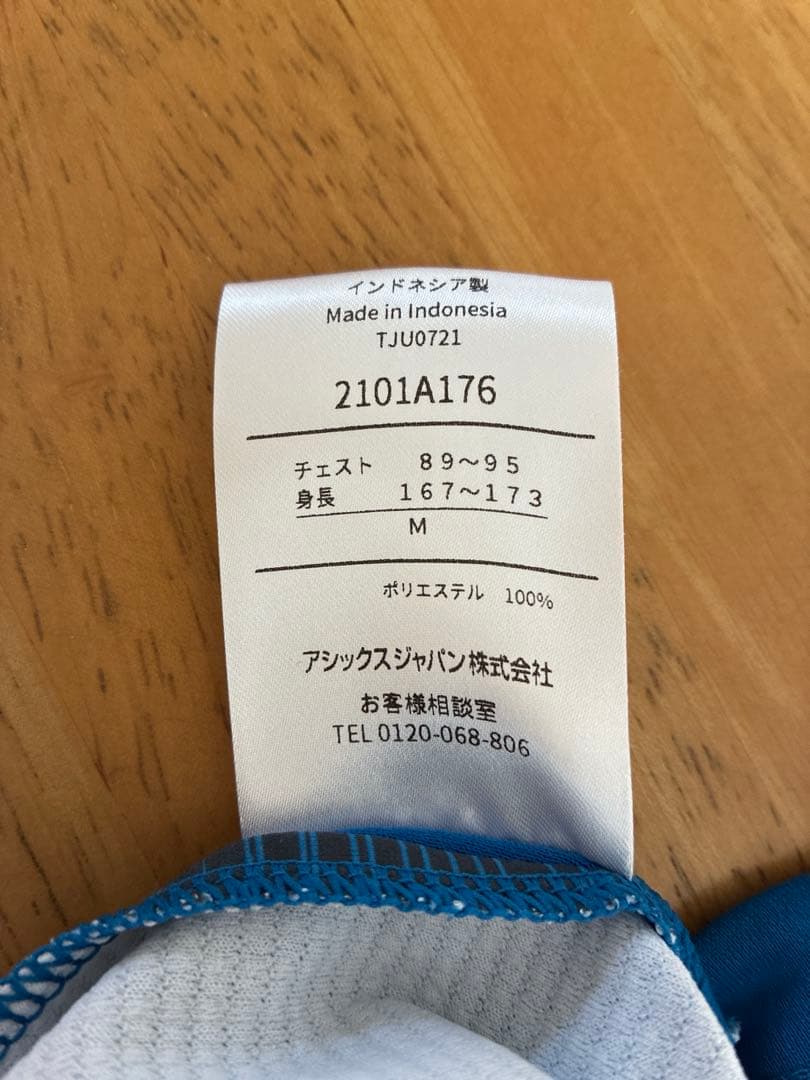 インドネシア製
Made in Indonesia
TJU0721
2101A176
チェスト 89〜95
身長 167〜173
M
ポリエステル 100%
アシックスジャパン株式会社
お客様相談室
TEL 0120-068-806